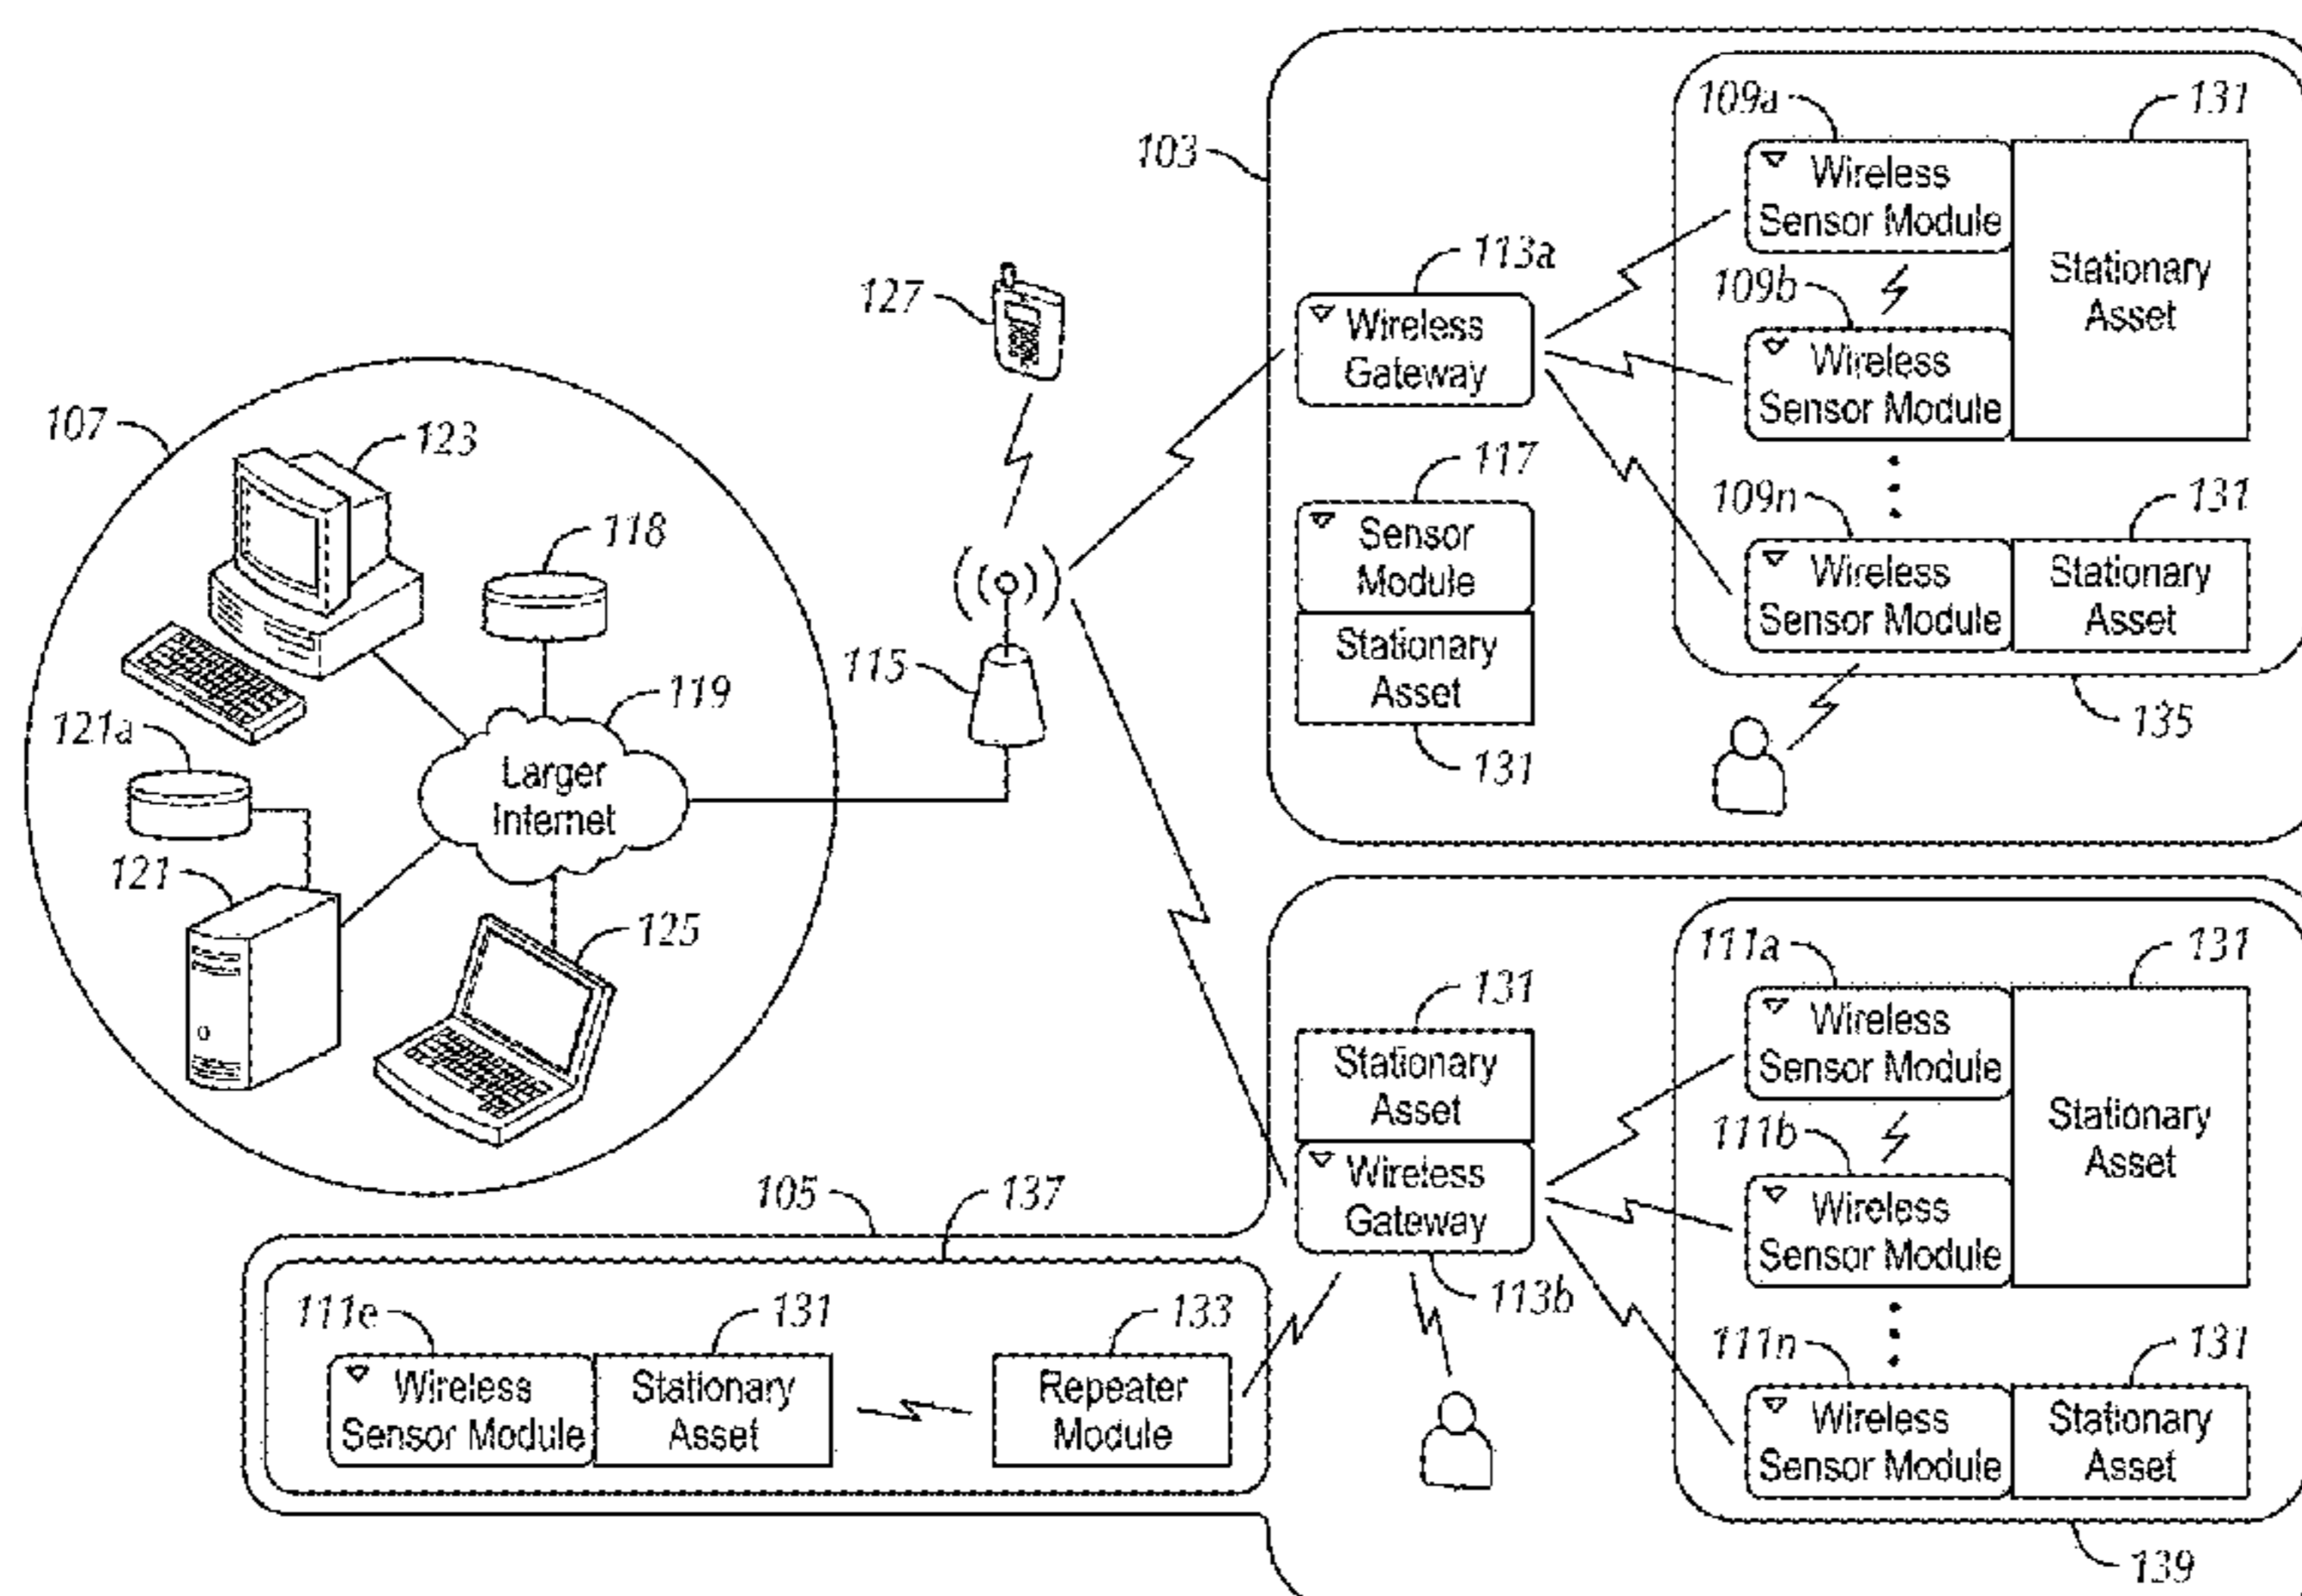 107
123
118
119
121a
Larger
Internet
121
125
127
115
103
113a
Wireless
Gateway
117
Sensor
Module
Stationary
Asset
131
109a
131
Wireless
Sensor Module
Stationary
Asset
109b
Wireless
Sensor Module
109n
131
Wireless
Sensor Module
Stationary
Asset
135
131
Stationary
Asset
Wireless
Gateway
113b
111a
131
Wireless
Sensor Module
Stationary
Asset
111b
Wireless
Sensor Module
111n
131
Wireless
Sensor Module
Stationary
Asset
139
105
137
111e
131
133
Wireless
Sensor Module
Stationary
Asset
Repeater
Module